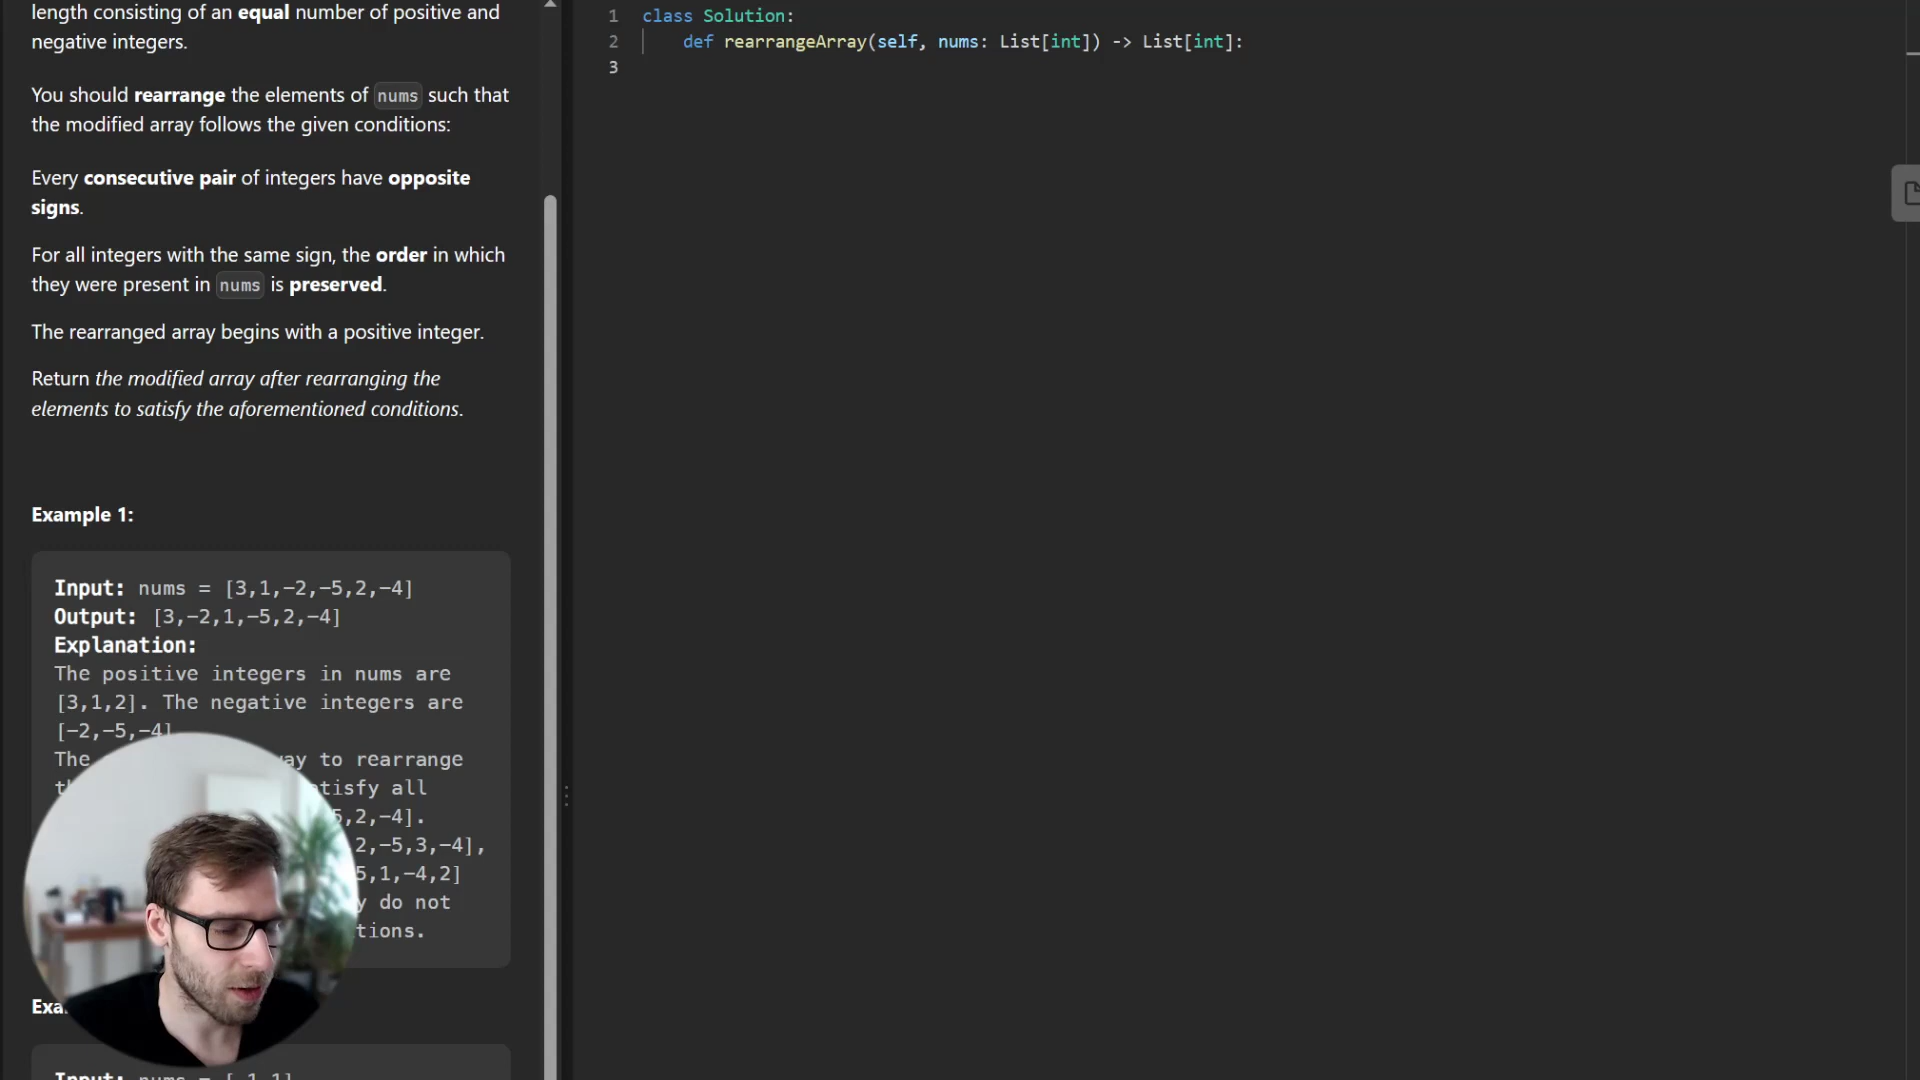 length consisting of an equal number of positive and
negative integers.
You should rearrange the elements of nums such that
the modified array follows the given conditions:
Every consecutive pair of integers have opposite
signs.
For all integers with the same sign, the order in which
they were present in nums is preserved.
The rearranged array begins with a positive integer.
Return the modified array after rearranging the
elements to satisfy the aforementioned conditions.
Example 1:
Input: nums = [3,1,-2,-5,2,-4]
Output: [3,-2,1,-5,2,-4]
Explanation:
The positive integers in nums are
[3,1,2]. The negative integers are
[-2,-5,-4]
The way to rearrange
all
5,2,-4].
2,-5,3,-4],
5,1,-4,2]
do not
1 class Solution:
2 def rearrangeArray(self, nums: List[int]) -> List[int]:
3